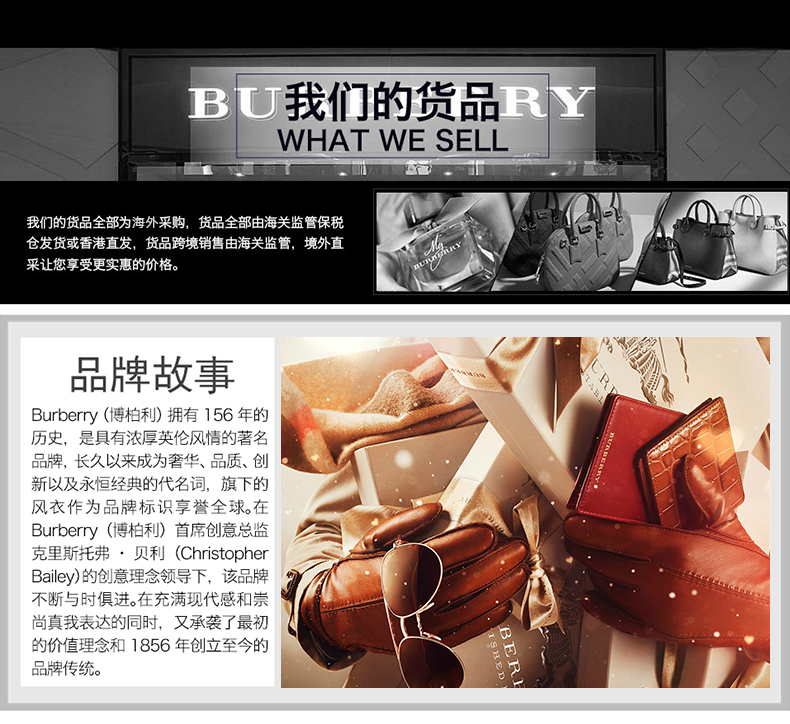 BURBERRY
我们的货品
WHAT WE SELL
我们的货品全部为海外采购，货品全部由海关监管保税
仓发货或香港直发，货品跨境销售由海关监管，境外直
采让您享受更实惠的价格。
My
BURBERRY
品牌故事
Burberry（博柏利）拥有 156 年的
历史，是具有浓厚英伦风情的著名
品牌，长久以来成为奢华、品质、创
新以及永恒经典的代名词，旗下的
风衣作为品牌标识享誉全球。在
Burberry（博柏利）首席创意总监
克里斯托弗·贝利（Christopher
Bailey)的创意理念领导下，该品牌
不断与时俱进。在充满现代感和崇
尚真我表达的同时，又承袭了最初
的价值理念和 1856 年创立至今的
品牌传统。
BURBERRY